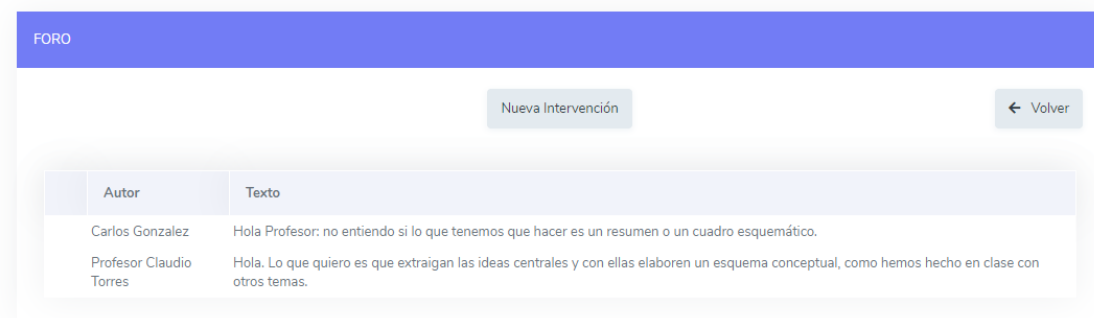 FORO
Nueva Intervención
← Volver
Autor Texto
Carlos Gonzalez Hola Profesor: no entiendo si lo que tenemos que hacer es un resumen o un cuadro esquemático.
Profesor Claudio Hola. Lo que quiero es que extraigan las ideas centrales y con ellas elaboren un esquema conceptual, como hemos hecho en clase con
Torres otros temas.